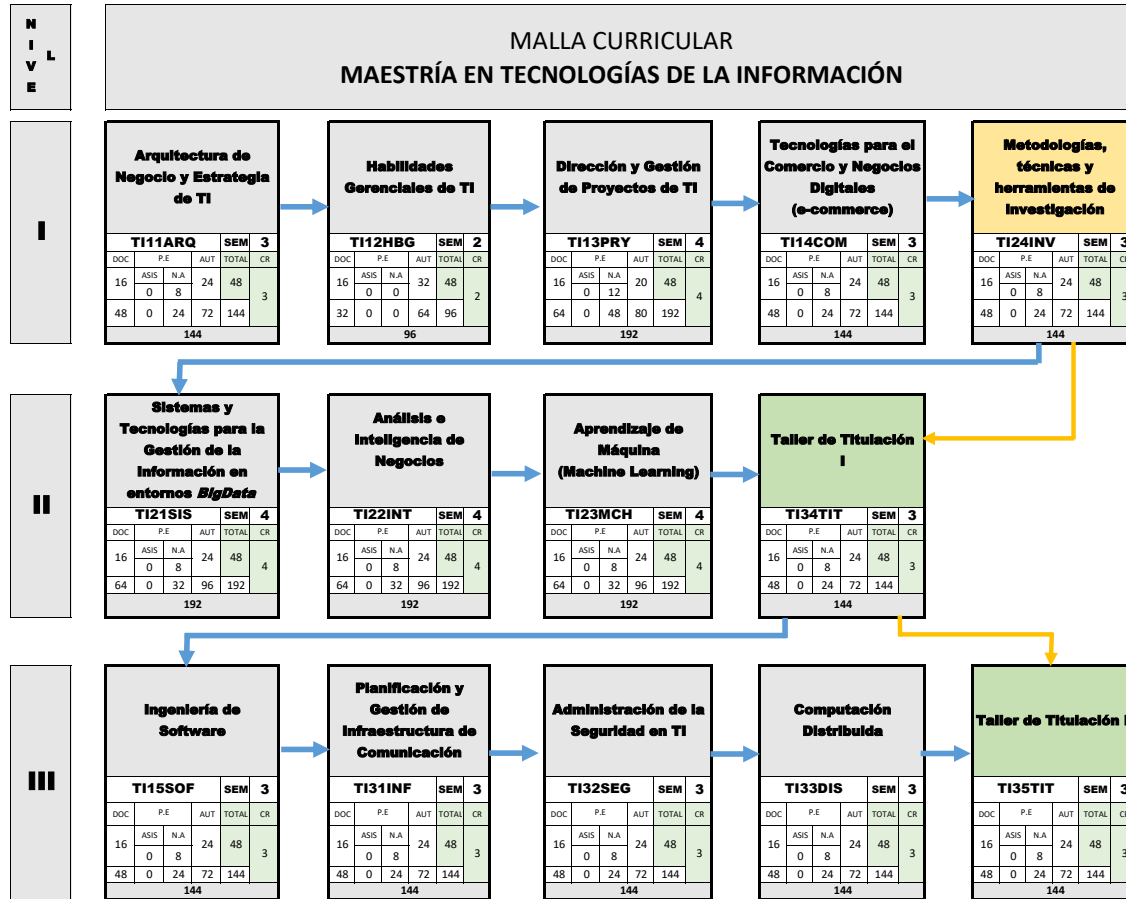 NIVEL
MALLA CURRICULAR
MAESTRÍA EN TECNOLOGÍAS DE LA INFORMACIÓN
I
Arquitectura de
Negocio y Estrategia
de TI
TI11ARQ SEM 3
DOC P.E AUT TOTAL CR
16 ASIS N.A 24 48 3
0 8
48 0 24 72 144
144
Habilidades
Gerenciales de TI
TI12HBG SEM 2
DOC P.E AUT TOTAL CR
16 ASIS N.A 32 48 2
0 0
32 0 0 64 96
96
Dirección y Gestión
de Proyectos de TI
TI13PRY SEM 4
DOC P.E AUT TOTAL CR
16 ASIS N.A 20 48 4
0 12
64 0 48 80 192
192
Tecnologías para el
Comercio y Negocios
Digitales
(e-commerce)
TI14COM SEM 3
DOC P.E AUT TOTAL CR
16 ASIS N.A 24 48 3
0 8
48 0 24 72 144
144
Metodologías,
técnicas y
herramientas de
investigación
TI24INV SEM 3
DOC P.E AUT TOTAL CR
16 ASIS N.A 24 48 3
0 8
48 0 24 72 144
144
II
Sistemas y
Tecnologías para la
Gestión de la
Información en
entornos BigData
TI21SIS SEM 4
DOC P.E AUT TOTAL CR
16 ASIS N.A 24 48 4
0 8
64 0 32 96 192
192
Análisis e
Inteligencia de
Negocios
TI22INT SEM 4
DOC P.E AUT TOTAL CR
16 ASIS N.A 24 48 4
0 8
64 0 32 96 192
192
Aprendizaje de
Máquina
(Machine Learning)
TI23MCH SEM 4
DOC P.E AUT TOTAL CR
16 ASIS N.A 24 48 4
0 8
64 0 32 96 192
192
Taller de Titulación
I
TI34TIT SEM 3
DOC P.E AUT TOTAL CR
16 ASIS N.A 24 48 3
0 8
48 0 24 72 144
144
III
Ingeniería de
Software
TI15SOF SEM 3
DOC P.E AUT TOTAL CR
16 ASIS N.A 24 48 3
0 8
48 0 24 72 144
144
Planificación y
Gestión de
Infraestructura de
Comunicación
TI31INF SEM 3
DOC P.E AUT TOTAL CR
16 ASIS N.A 24 48 3
0 8
48 0 24 72 144
144
Administración de la
Seguridad en TI
TI32SEG SEM 3
DOC P.E AUT TOTAL CR
16 ASIS N.A 24 48 3
0 8
48 0 24 72 144
144
Computación
Distribuida
TI33DIS SEM 3
DOC P.E AUT TOTAL CR
16 ASIS N.A 24 48 3
0 8
48 0 24 72 144
144
Taller de Titulación
TI35TIT SEM 3
DOC P.E AUT TOTAL CR
16 ASIS N.A 24 48 3
0 8
48 0 24 72 144
144